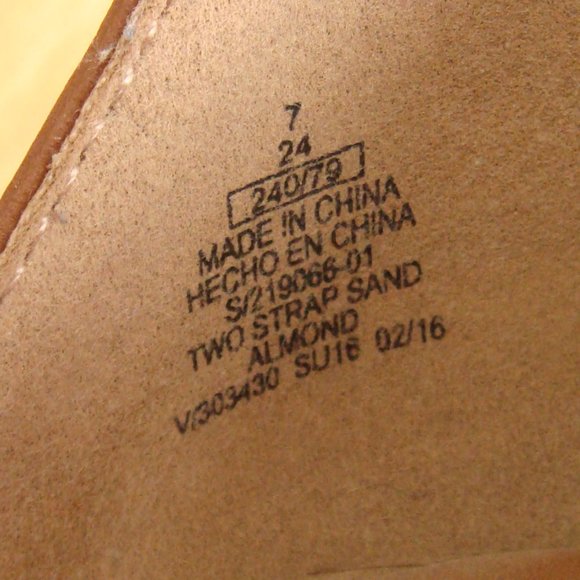 7
24
240/79
MADE IN CHINA
HECHO EN CHINA
S/219066-01
TWO STRAP SAND
ALMOND
V/303430 SU16 02/16